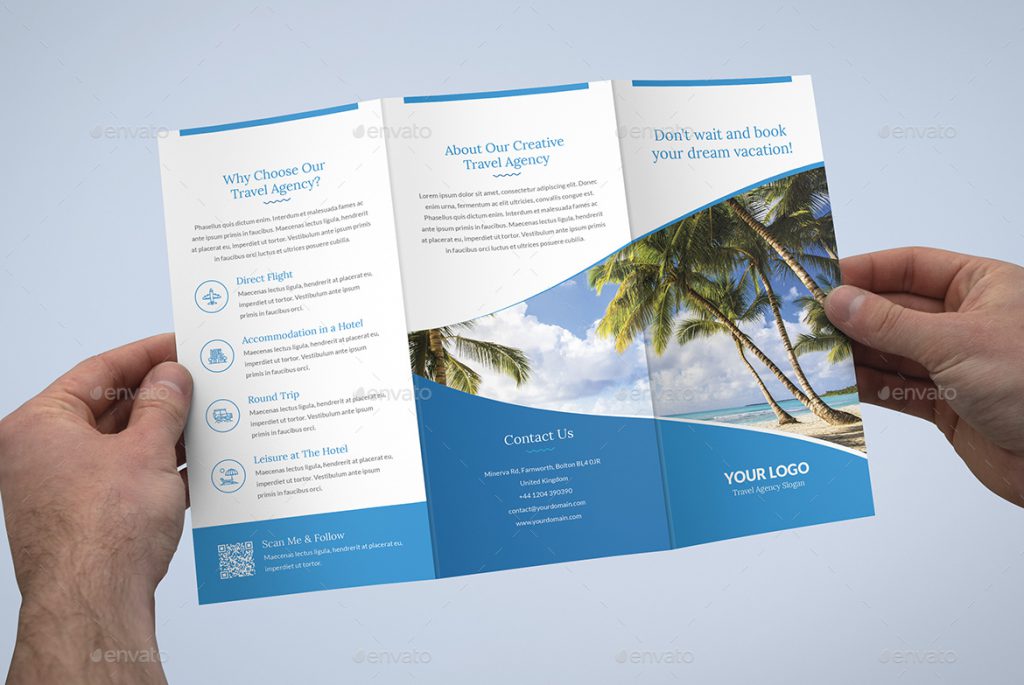 Why Choose Our
Travel Agency?
Phasellus quis dictum enim. Interdum et malesuada fames ac
ante ipsum primis in faucibus. Maecenas ligula, hendrerit
at placerat eu, imperdiet ut tortor. Vestibulum ante ipsum primis
in faucibus orci luctus et ultrices posuere cubilia.
Direct Flight
Maecenas lectus ligula, hendrerit at placerat eu,
imperdiet ut tortor. Vestibulum ante ipsum
primis in faucibus orci.
Accommodation in a Hotel
Maecenas lectus ligula, hendrerit at placerat eu,
imperdiet ut tortor. Vestibulum ante ipsum
primis in faucibus orci.
Round Trip
Maecenas lectus ligula, hendrerit at placerat eu,
imperdiet ut tortor. Vestibulum ante ipsum
primis in faucibus orci.
Leisure at The Hotel
Maecenas lectus ligula, hendrerit at placerat eu,
imperdiet ut tortor. Vestibulum ante ipsum
primis in faucibus orci.
Scan Me & Follow
Maecenas lectus ligula, hendrerit at placerat eu,
imperdiet ut tortor.
About Our Creative
Travel Agency
Lorem ipsum dolor sit amet, consectetur adipiscing elit. Donec
enim urna, fermentum ac elit ultricies, convallis congue est.
Phasellus quis dictum enim. Interdum et malesuada fames ac
ante ipsum primis in faucibus. Maecenas lectus ligula, hendrerit
at placerat eu, imperdiet ut tortor. Vestibulum ante ipsum primis
in faucibus orci luctus et ultrices posuere cubilia.
Contact Us
Minerva Rd, Farnworth, Bolton BL4 0JR
United Kingdom
+44 1204 390390
contact@yourdomain.com
www.yourdomain.com
Don't wait and book
your dream vacation!
YOUR LOGO
Travel Agency Slogan
envato
envato
envato
envato
envato
envato
envato
envato
envato
envato
envato
envato